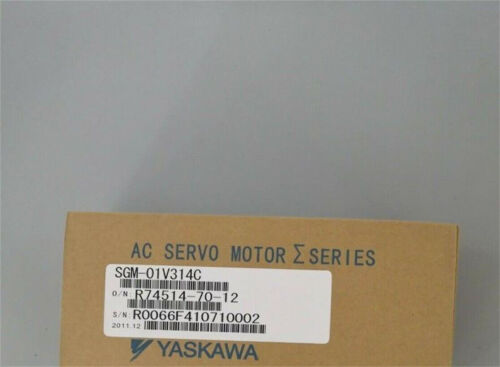 AC SERVO MOTOR Σ SERIES
SGM-01V314C
O/N R74514-70-12
S/N R0066F410710002
2011.12
YASKAWA